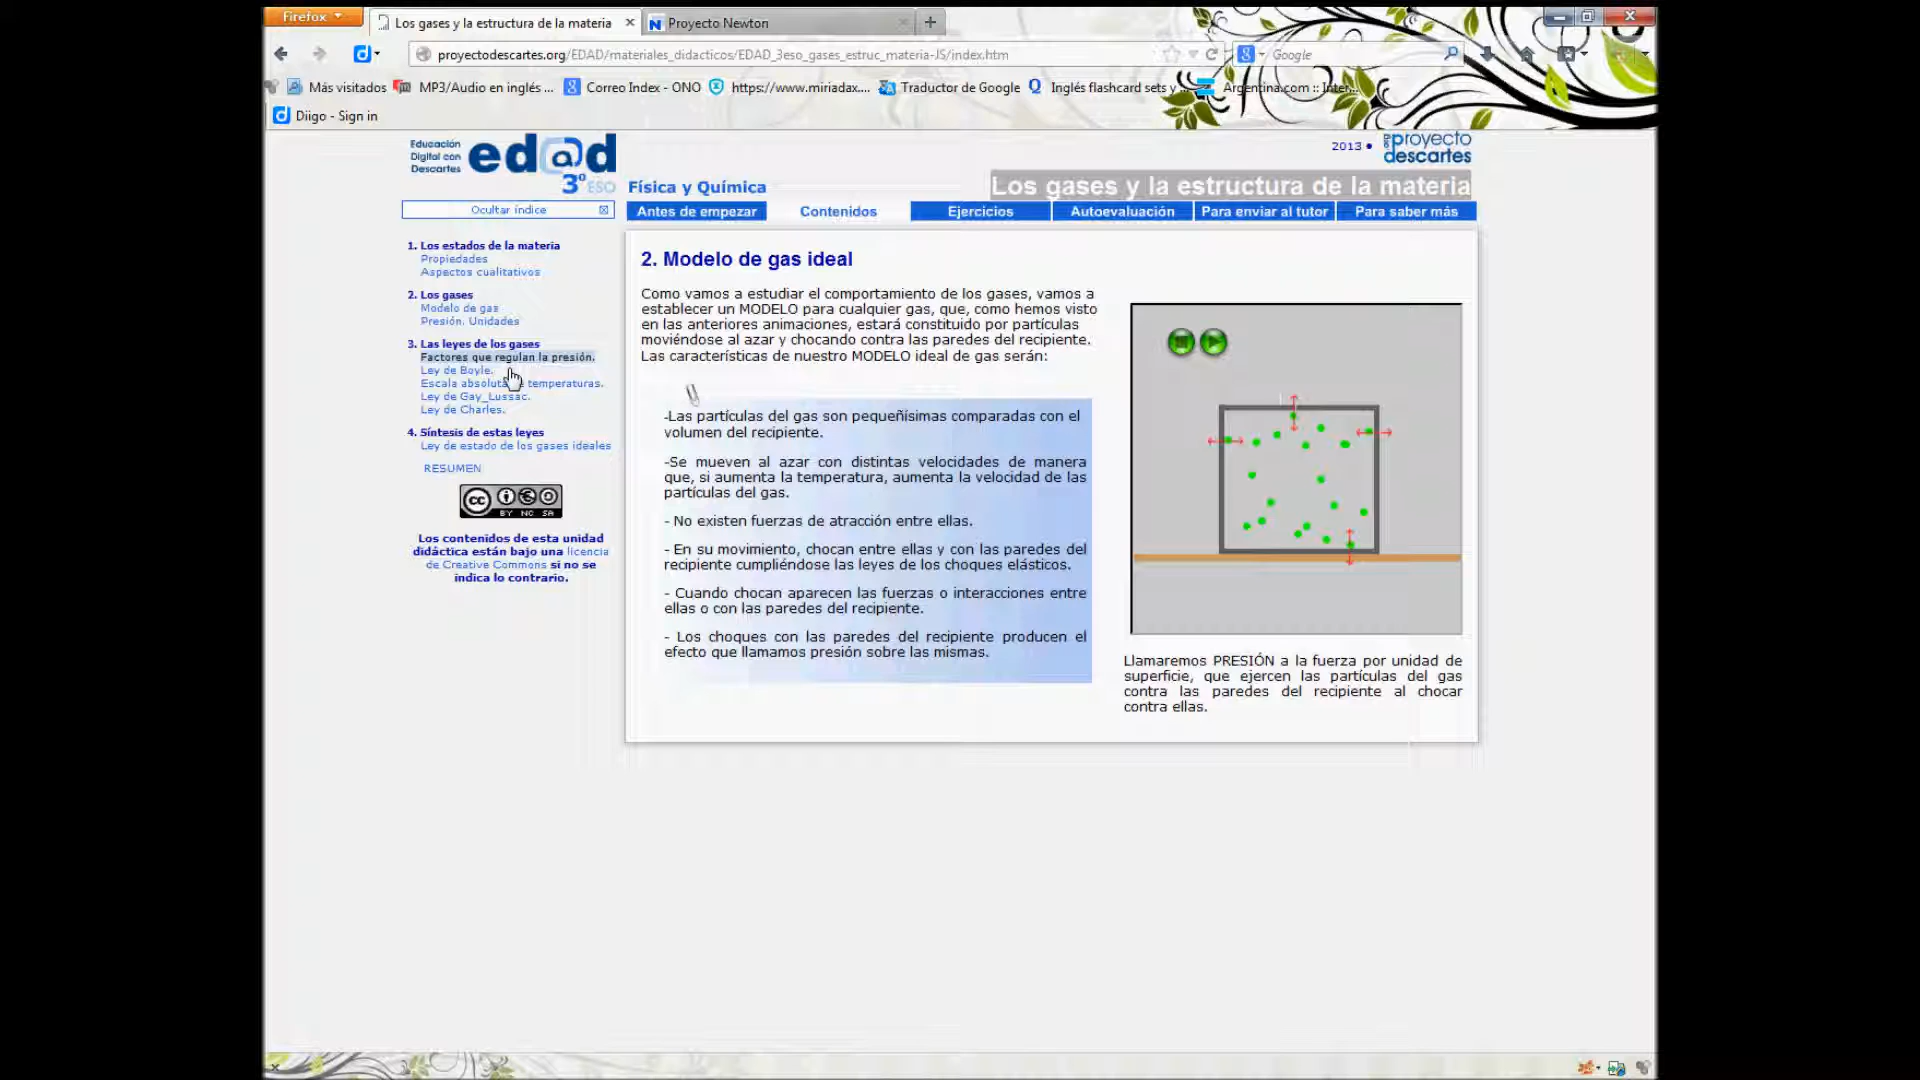 Firefox
Los gases y la estructura de la materia
Proyecto Newton
proyectodescartes.org/EDAD/materiales_didacticos/EDAD_3eso_gases_estruc_materia-JS/index.htm
Google
Más visitados
MP3/Audio en inglés ...
Correo Index - ONO
https://www.miriadax....
Traductor de Google
Inglés flashcard sets y ...
Argentina.com :: Inter...
Diigo - Sign in
Educación
Digital con
Descartes
ed@d
3º ESO
Física y Química
2013 •
proyecto
descartes
Los gases y la estructura de la materia
Ocultar índice
Antes de empezar
Contenidos
Ejercicios
Autoevaluación
Para enviar al tutor
Para saber más
1. Los estados de la materia
Propiedades
Aspectos cualitativos
2. Los gases
Modelo de gas
Presión. Unidades
3. Las leyes de los gases
Factores que regulan la presión.
Ley de Boyle.
Escala absolut temperaturas.
Ley de Gay_Lussac.
Ley de Charles.
4. Síntesis de estas leyes
Ley de estado de los gases ideales
RESUMEN
cc
BY NC SA
Los contenidos de esta unidad
didáctica están bajo una licencia
de Creative Commons si no se
indica lo contrario.
2. Modelo de gas ideal
Como vamos a estudiar el comportamiento de los gases, vamos a
establecer un MODELO para cualquier gas, que, como hemos visto
en las anteriores animaciones, estará constituido por partículas
moviéndose al azar y chocando contra las paredes del recipiente.
Las características de nuestro MODELO ideal de gas serán:
-Las partículas del gas son pequeñísimas comparadas con el
volumen del recipiente.
-Se mueven al azar con distintas velocidades de manera
que, si aumenta la temperatura, aumenta la velocidad de las
partículas del gas.
- No existen fuerzas de atracción entre ellas.
- En su movimiento, chocan entre ellas y con las paredes del
recipiente cumpliéndose las leyes de los choques elásticos.
- Cuando chocan aparecen las fuerzas o interacciones entre
ellas o con las paredes del recipiente.
- Los choques con las paredes del recipiente producen el
efecto que llamamos presión sobre las mismas.
Llamaremos PRESIÓN a la fuerza por unidad de
superficie, que ejercen las partículas del gas
contra las paredes del recipiente al chocar
contra ellas.